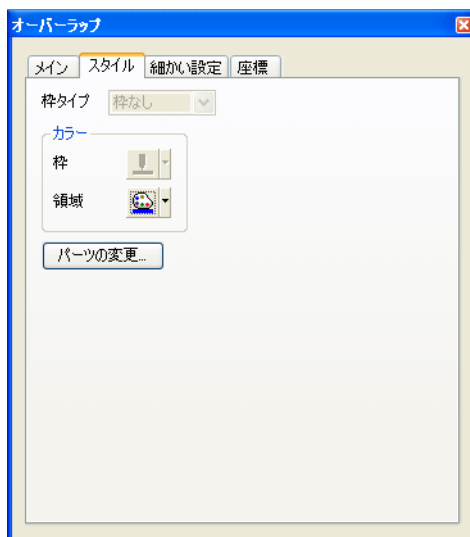 オーバーラップ
メイン スタイル 細かい設定 座標
枠タイプ 枠なし
カラー
枠
領域
パーツの変更...